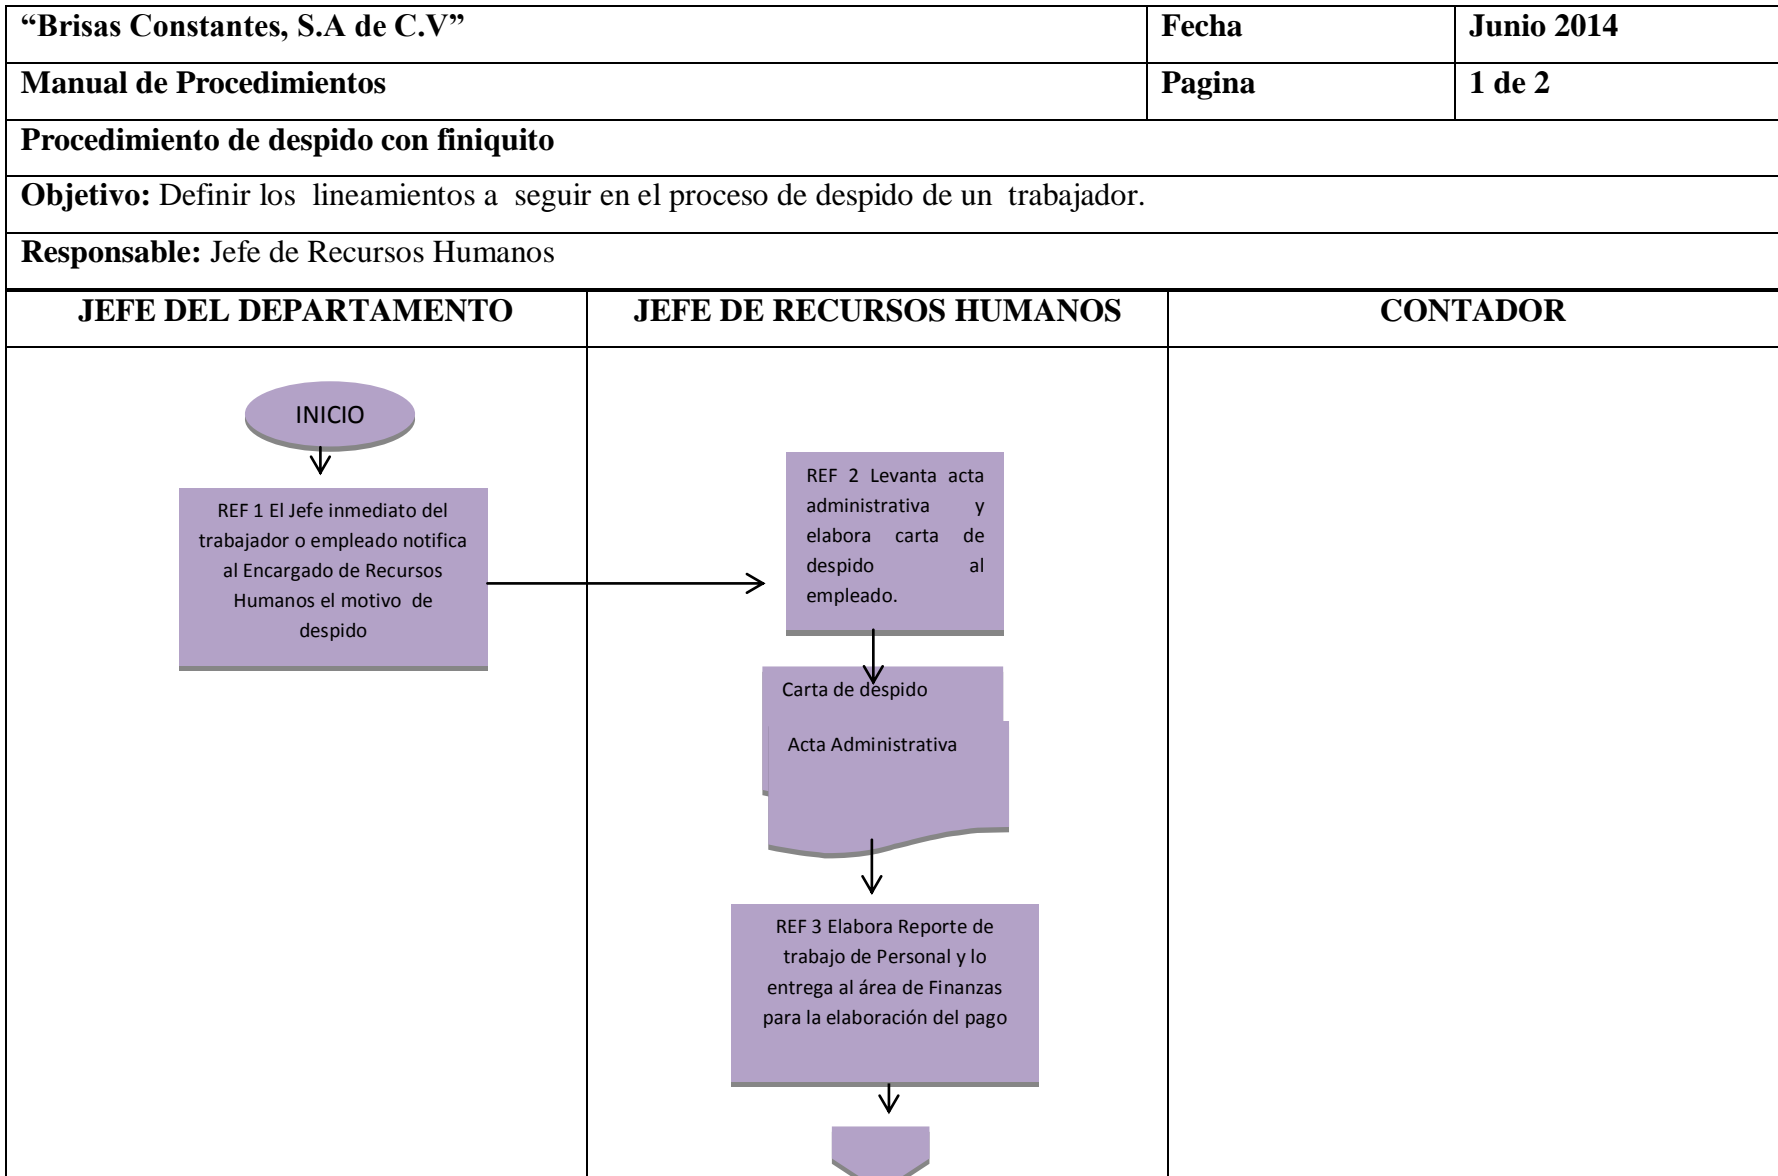 “Brisas Constantes, S.A de C.V”
Fecha
Junio 2014
Manual de Procedimientos
Pagina
1 de 2
Procedimiento de despido con finiquito
Objetivo: Definir los lineamientos a seguir en el proceso de despido de un trabajador.
Responsable: Jefe de Recursos Humanos
JEFE DEL DEPARTAMENTO
JEFE DE RECURSOS HUMANOS
CONTADOR
INICIO
REF 1 El Jefe inmediato del
trabajador o empleado notifica
al Encargado de Recursos
Humanos el motivo de
despido
REF 2 Levanta acta
administrativa y
elabora carta de
despido al
empleado.
Carta de despido
Acta Administrativa
REF 3 Elabora Reporte de
trabajo de Personal y lo
entrega al área de Finanzas
para la elaboración del pago